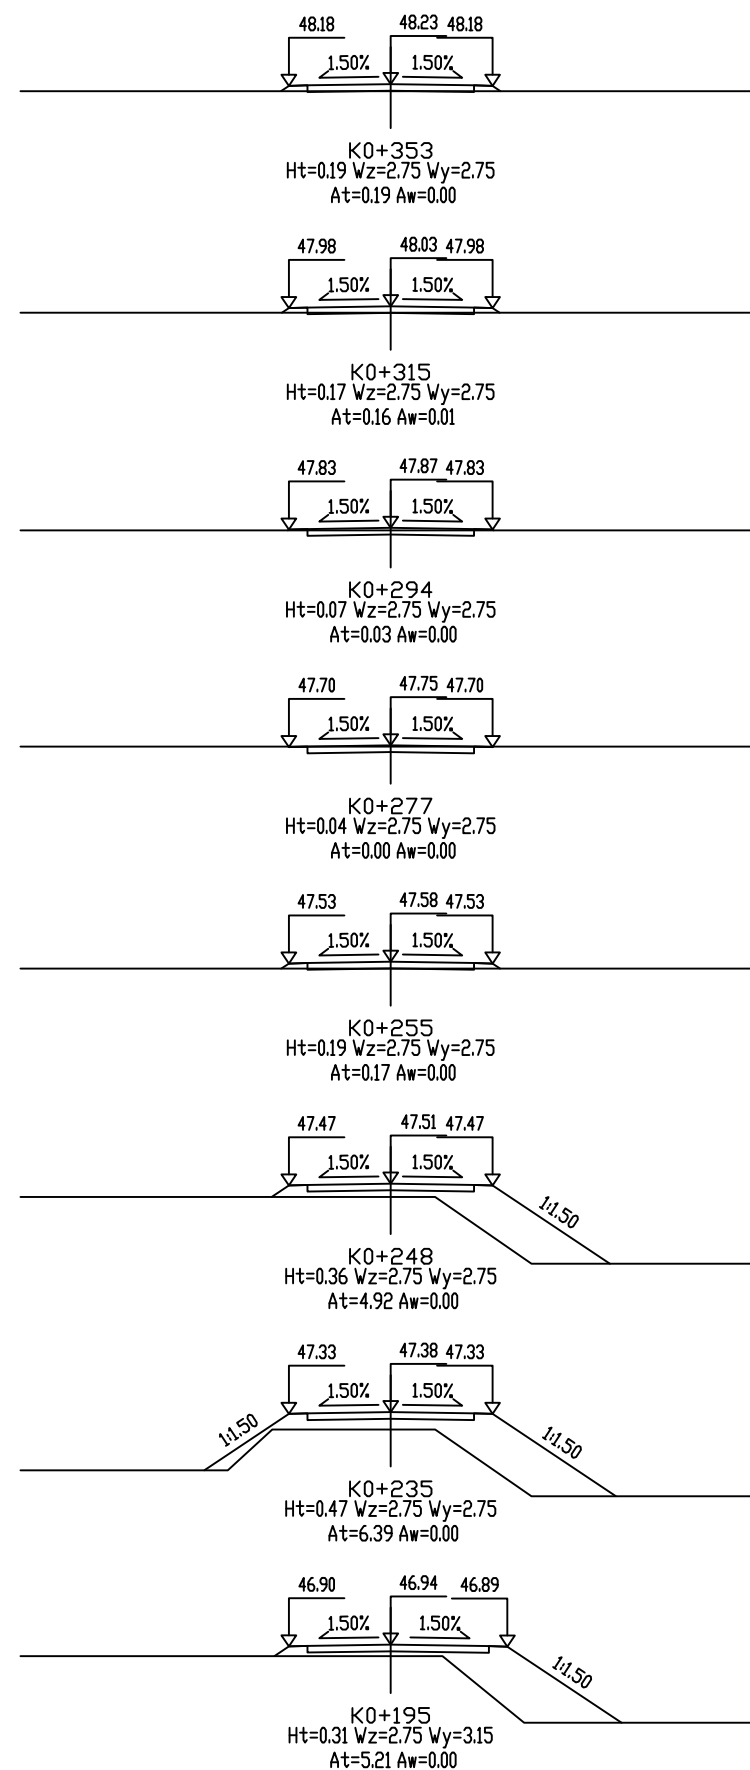 48.18 48.23 48.18
1.50% 1.50%
K0+353
Ht=0.19 Wz=2.75 Wy=2.75
At=0.19 Aw=0.00
47.98 48.03 47.98
1.50% 1.50%
K0+315
Ht=0.17 Wz=2.75 Wy=2.75
At=0.16 Aw=0.01
47.83 47.87 47.83
1.50% 1.50%
K0+294
Ht=0.07 Wz=2.75 Wy=2.75
At=0.03 Aw=0.00
47.70 47.75 47.70
1.50% 1.50%
K0+277
Ht=0.04 Wz=2.75 Wy=2.75
At=0.00 Aw=0.00
47.53 47.58 47.53
1.50% 1.50%
K0+255
Ht=0.19 Wz=2.75 Wy=2.75
At=0.17 Aw=0.00
47.47 47.51 47.47
1.50% 1.50%
1:1.50
K0+248
Ht=0.36 Wz=2.75 Wy=2.75
At=4.92 Aw=0.00
47.33 47.38 47.33
1.50% 1.50%
1:1.50 1:1.50
K0+235
Ht=0.47 Wz=2.75 Wy=2.75
At=6.39 Aw=0.00
46.90 46.94 46.89
1.50% 1.50%
1:1.50
K0+195
Ht=0.31 Wz=2.75 Wy=3.15
At=5.21 Aw=0.00